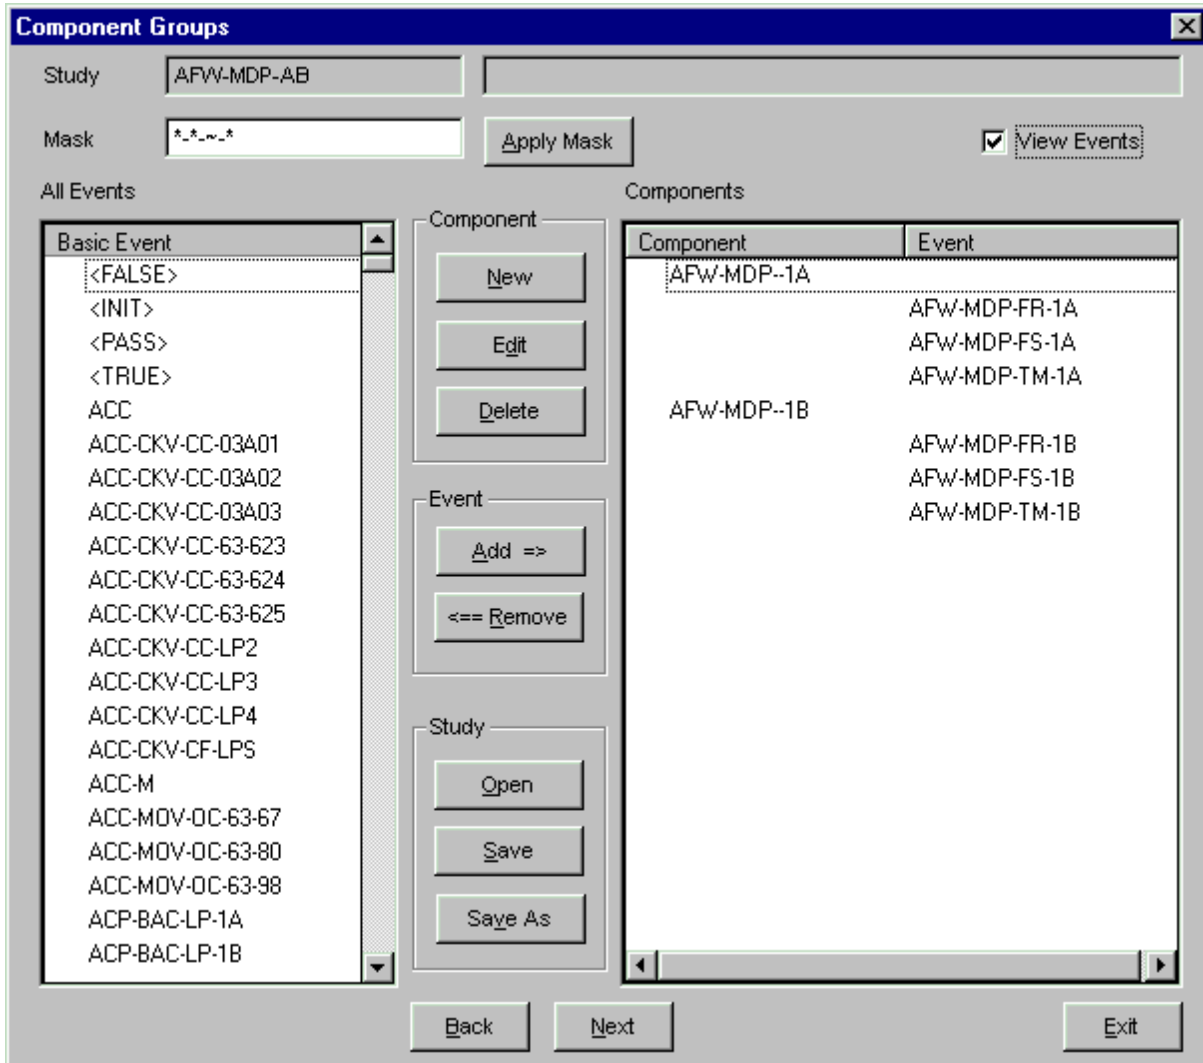 Component Groups
Study AFW-MDP-AB
Mask *-*-~-* Apply Mask View Events
All Events
Basic Event
<FALSE>
<INIT>
<PASS>
<TRUE>
ACC
ACC-CKV-CC-03A01
ACC-CKV-CC-03A02
ACC-CKV-CC-03A03
ACC-CKV-CC-63-623
ACC-CKV-CC-63-624
ACC-CKV-CC-63-625
ACC-CKV-CC-LP2
ACC-CKV-CC-LP3
ACC-CKV-CC-LP4
ACC-CKV-CF-LPS
ACC-M
ACC-MOV-OC-63-67
ACC-MOV-OC-63-80
ACC-MOV-OC-63-98
ACP-BAC-LP-1A
ACP-BAC-LP-1B
Component
New
Edit
Delete
Event
Add =>
<== Remove
Study
Open
Save
Save As
Components
Component Event
AFW-MDP--1A
AFW-MDP-FR-1A
AFW-MDP-FS-1A
AFW-MDP-TM-1A
AFW-MDP--1B
AFW-MDP-FR-1B
AFW-MDP-FS-1B
AFW-MDP-TM-1B
Back Next Exit